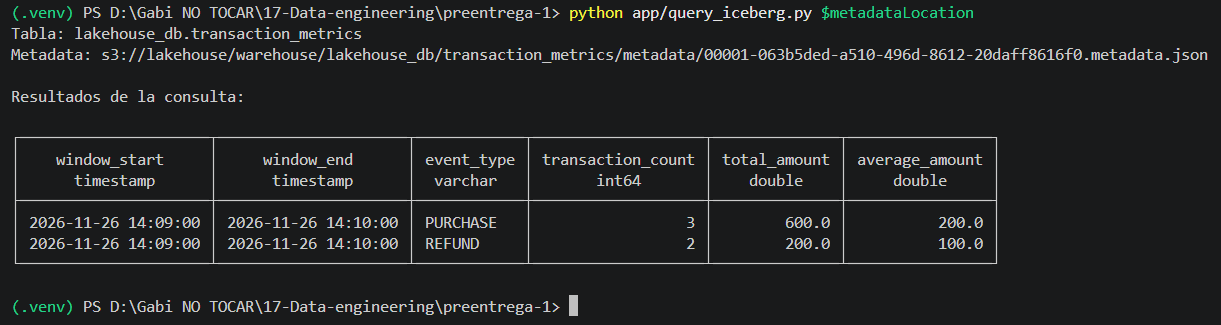 (.venv) PS D:\Gabi NO TOCAR\17-Data-engineering\preentrega-1> python app/query_iceberg.py $metadataLocation
Tabla: lakehouse_db.transaction_metrics
Metadata: s3://lakehouse/warehouse/lakehouse_db/transaction_metrics/metadata/00001-063b5ded-a510-496d-8612-20daff8616f0.metadata.json
Resultados de la consulta:
window_start window_end event_type transaction_count total_amount average_amount
timestamp timestamp varchar int64 double double
2026-11-26 14:09:00 2026-11-26 14:10:00 PURCHASE 3 600.0 200.0
2026-11-26 14:09:00 2026-11-26 14:10:00 REFUND 2 200.0 100.0
(.venv) PS D:\Gabi NO TOCAR\17-Data-engineering\preentrega-1>